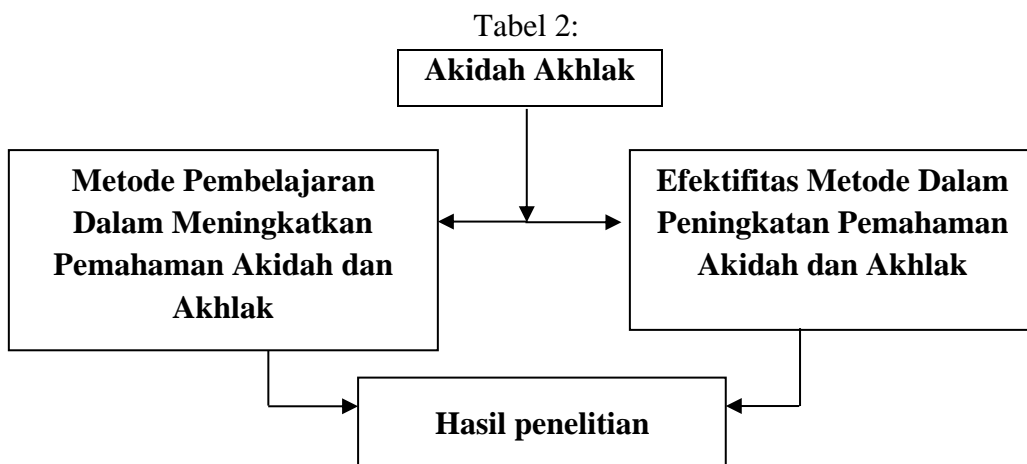 Tabel 2:
Akidah Akhlak
Metode Pembelajaran
Dalam Meningkatkan
Pemahaman Akidah dan
Akhlak
Efektifitas Metode Dalam
Peningkatan Pemahaman
Akidah dan Akhlak
Hasil penelitian